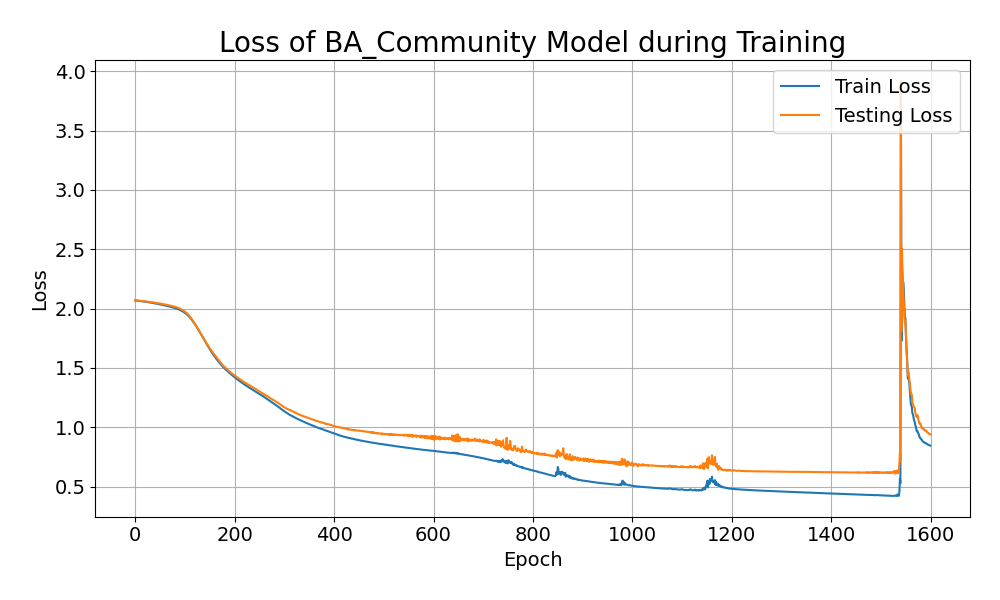 Loss of BA_Community Model during Training
Train Loss
Testing Loss
4.0
3.5
3.0
2.5
2.0
1.5
1.0
0.5
Loss
0 200 400 600 800 1000 1200 1400 1600
Epoch